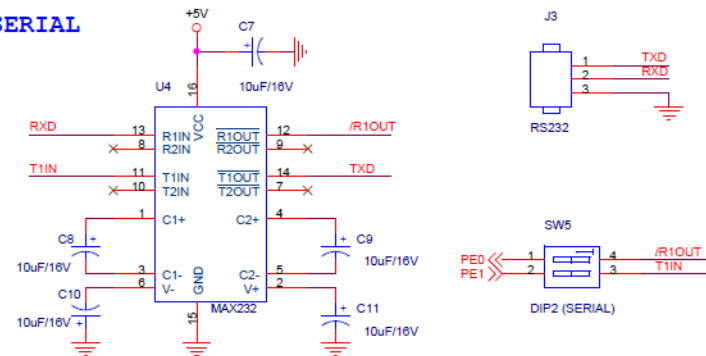 SERIAL
+5V
C7
10uF/16V
J3
1 TXD
2 RXD
3
RS232
U4
16
VCC
RXD 13 R1IN R1OUT 12 /R1OUT
8 R2IN R2OUT 9
T1IN 11 T1IN T1OUT 14 TXD
10 T2IN T2OUT 7
1 C1+ C2+ 4
C8 + + C9
10uF/16V 10uF/16V
3 C1- C2- 5
6 V- V+ 2
GND
15
MAX232
C10
10uF/16V +
+ C11
10uF/16V
SW5
PE0 1 4 /R1OUT
PE1 2 3 T1IN
DIP2 (SERIAL)